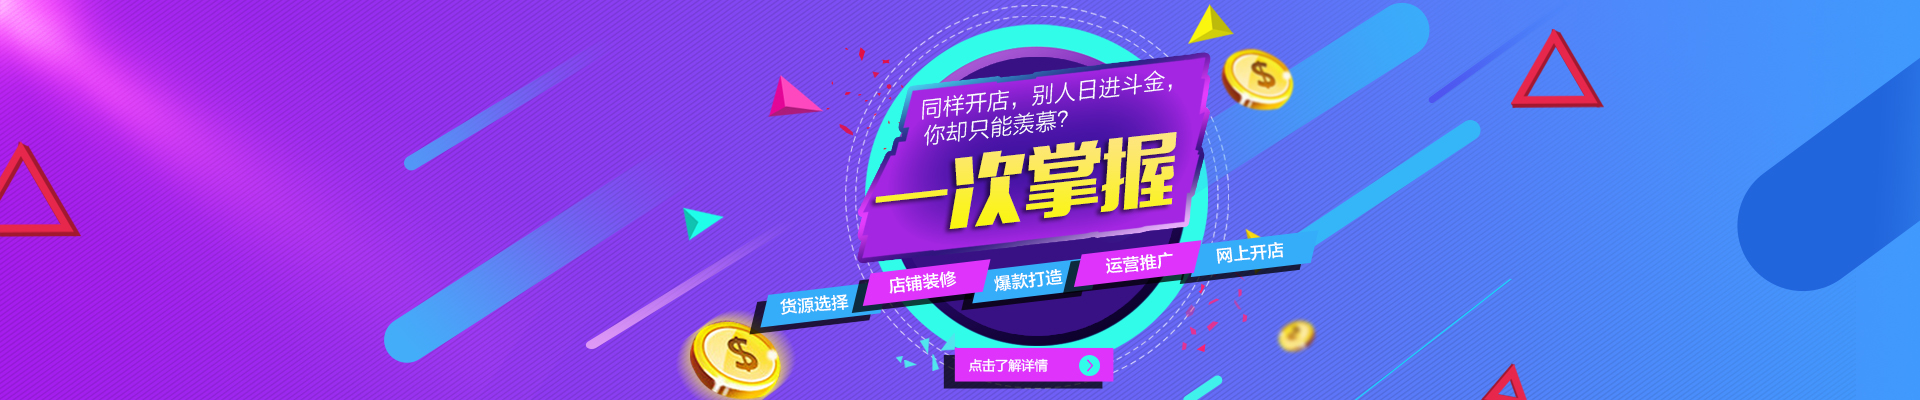 同样开店，别人日进斗金，
你却只能羡慕?
一次掌握
货源选择
店铺装修
爆款打造
运营推广
网上开店
点击了解详情